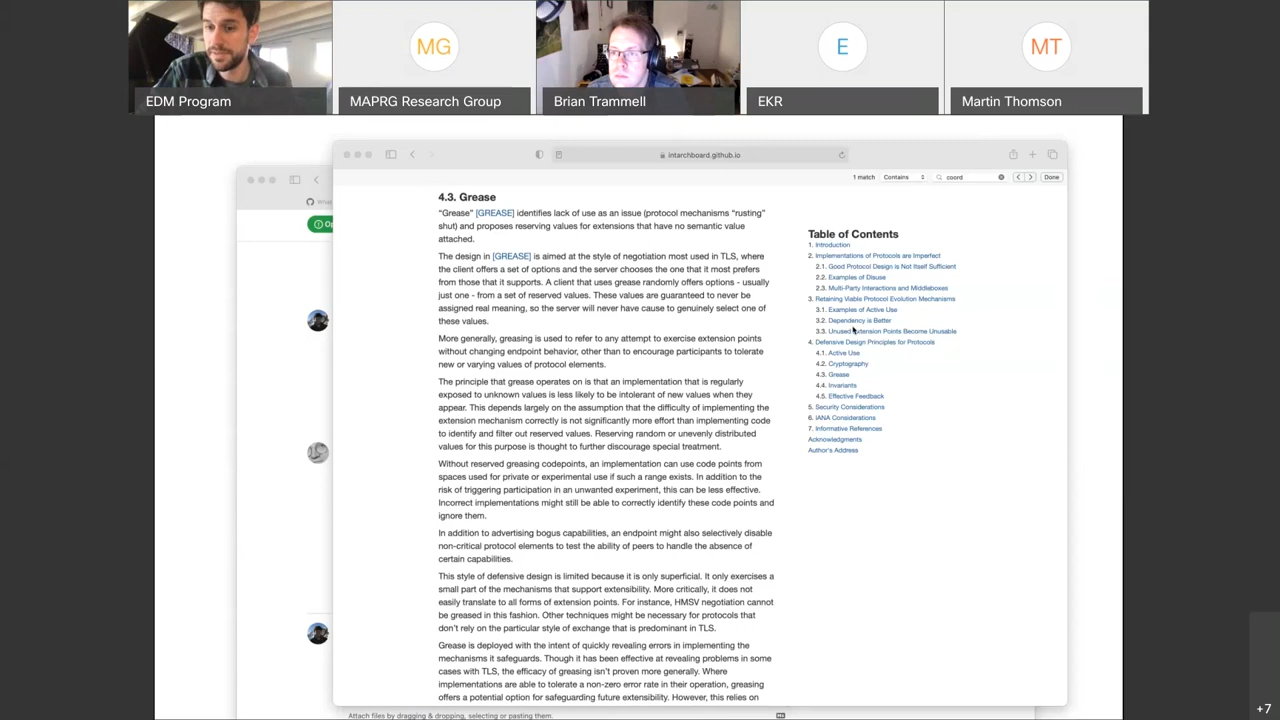 MG
E
MT
EDM Program
MAPRG Research Group
Brian Trammell
EKR
Martin Thomson
intarchboard.github.io
1 match
Contains
coord
Done
What
Op
4.3. Grease
“Grease” [GREASE] identifies lack of use as an issue (protocol mechanisms “rusting”
shut) and proposes reserving values for extensions that have no semantic value
attached.
The design in [GREASE] is aimed at the style of negotiation most used in TLS, where
the client offers a set of options and the server chooses the one that it most prefers
from those that it supports. A client that uses grease randomly offers options - usually
just one - from a set of reserved values. These values are guaranteed to never be
assigned real meaning, so the server will never have cause to genuinely select one of
these values.
More generally, greasing is used to refer to any attempt to exercise extension points
without changing endpoint behavior, other than to encourage participants to tolerate
new or varying values of protocol elements.
The principle that grease operates on is that an implementation that is regularly
exposed to unknown values is less likely to be intolerant of new values when they
appear. This depends largely on the assumption that the difficulty of implementing the
extension mechanism correctly is not significantly more effort than implementing code
to identify and filter out reserved values. Reserving random or unevenly distributed
values for this purpose is thought to further discourage special treatment.
Without reserved greasing codepoints, an implementation can use code points from
spaces used for private or experimental use if such a range exists. In addition to the
risk of triggering participation in an unwanted experiment, this can be less effective.
Incorrect implementations might still be able to correctly identify these code points and
ignore them.
In addition to advertising bogus capabilities, an endpoint might also selectively disable
non-critical protocol elements to test the ability of peers to handle the absence of
certain capabilities.
This style of defensive design is limited because it is only superficial. It only exercises a
small part of the mechanisms that support extensibility. More critically, it does not
easily translate to all forms of extension points. For instance, HMSV negotiation cannot
be greased in this fashion. Other techniques might be necessary for protocols that
don't rely on the particular style of exchange that is predominant in TLS.
Grease is deployed with the intent of quickly revealing errors in implementing the
mechanisms it safeguards. Though it has been effective at revealing problems in some
cases with TLS, the efficacy of greasing isn't proven more generally. Where
implementations are able to tolerate a non-zero error rate in their operation, greasing
offers a potential option for safeguarding future extensibility. However, this relies on
Table of Contents
1. Introduction
2. Implementations of Protocols are Imperfect
2.1. Good Protocol Design is Not Itself Sufficient
2.2. Examples of Disuse
2.3. Multi-Party Interactions and Middleboxes
3. Retaining Viable Protocol Evolution Mechanisms
3.1. Examples of Active Use
3.2. Dependency is Better
3.3. Unused Extension Points Become Unusable
4. Defensive Design Principles for Protocols
4.1. Active Use
4.2. Cryptography
4.3. Grease
4.4. Invariants
4.5. Effective Feedback
5. Security Considerations
6. IANA Considerations
7. Informative References
Acknowledgments
Author's Address
Attach files by dragging & dropping, selecting or pasting them.
+7